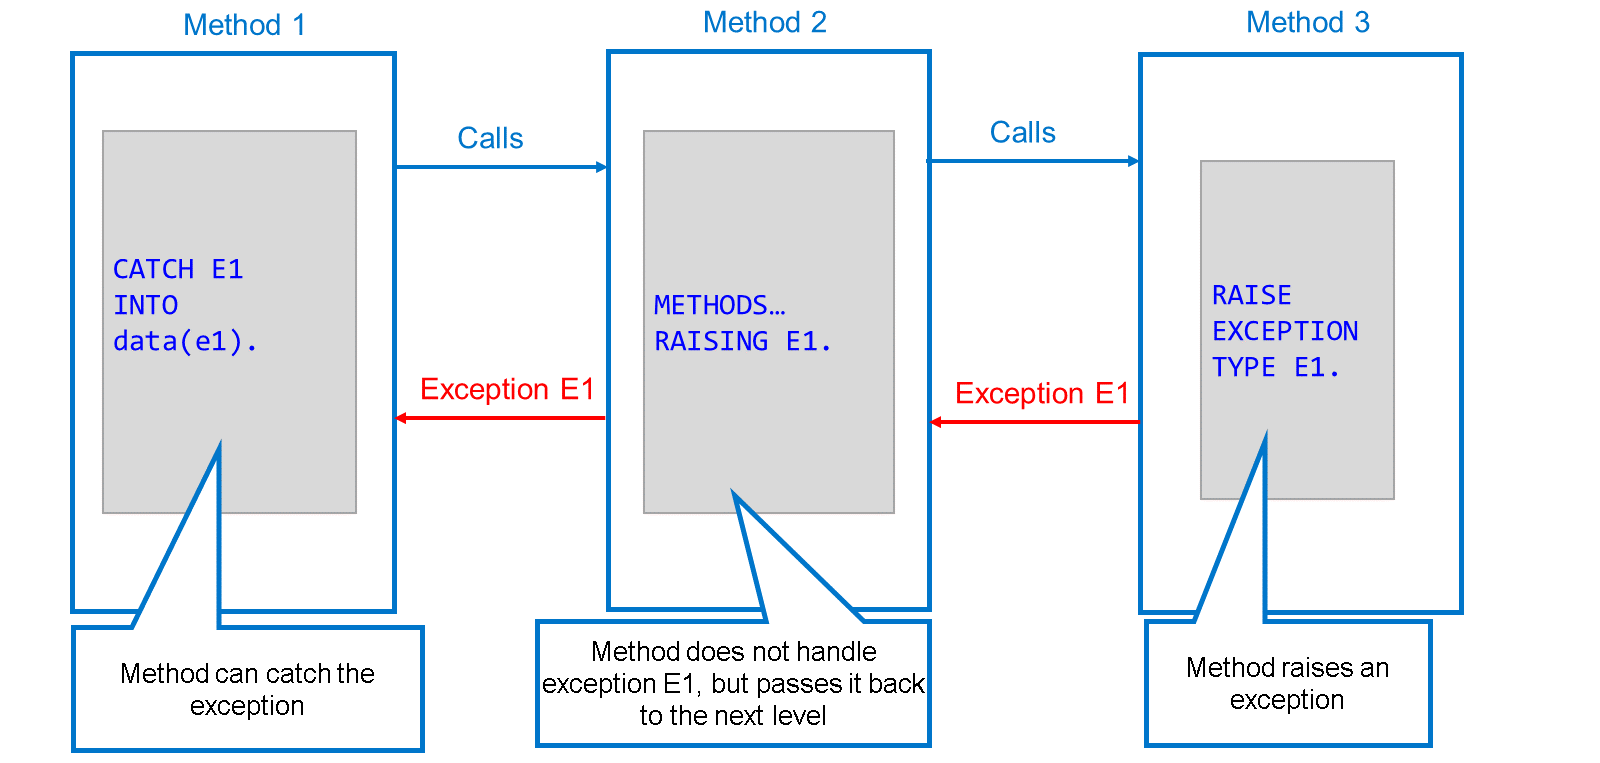 Method 1
Method 2
Method 3
Calls
Calls
CATCH E1
INTO
data(e1).
METHODS…
RAISING E1.
RAISE
EXCEPTION
TYPE E1.
Exception E1
Exception E1
Method can catch the
exception
Method does not handle
exception E1, but passes it back
to the next level
Method raises an
exception